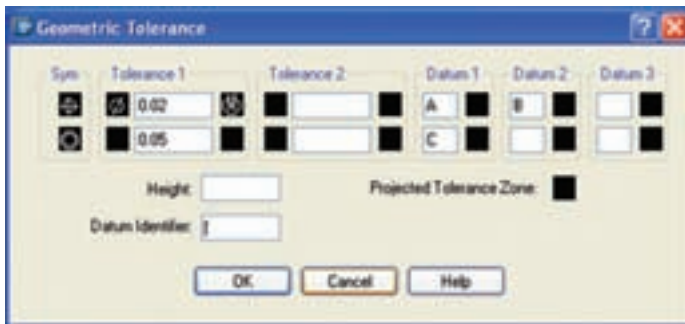 Geometric Tolerance
Sym Tolerance 1 Tolerance 2 Datum 1 Datum 2 Datum 3
0.02 A B
0.05 C
Height:
Projected Tolerance Zone:
Datum Identifier:
OK Cancel Help